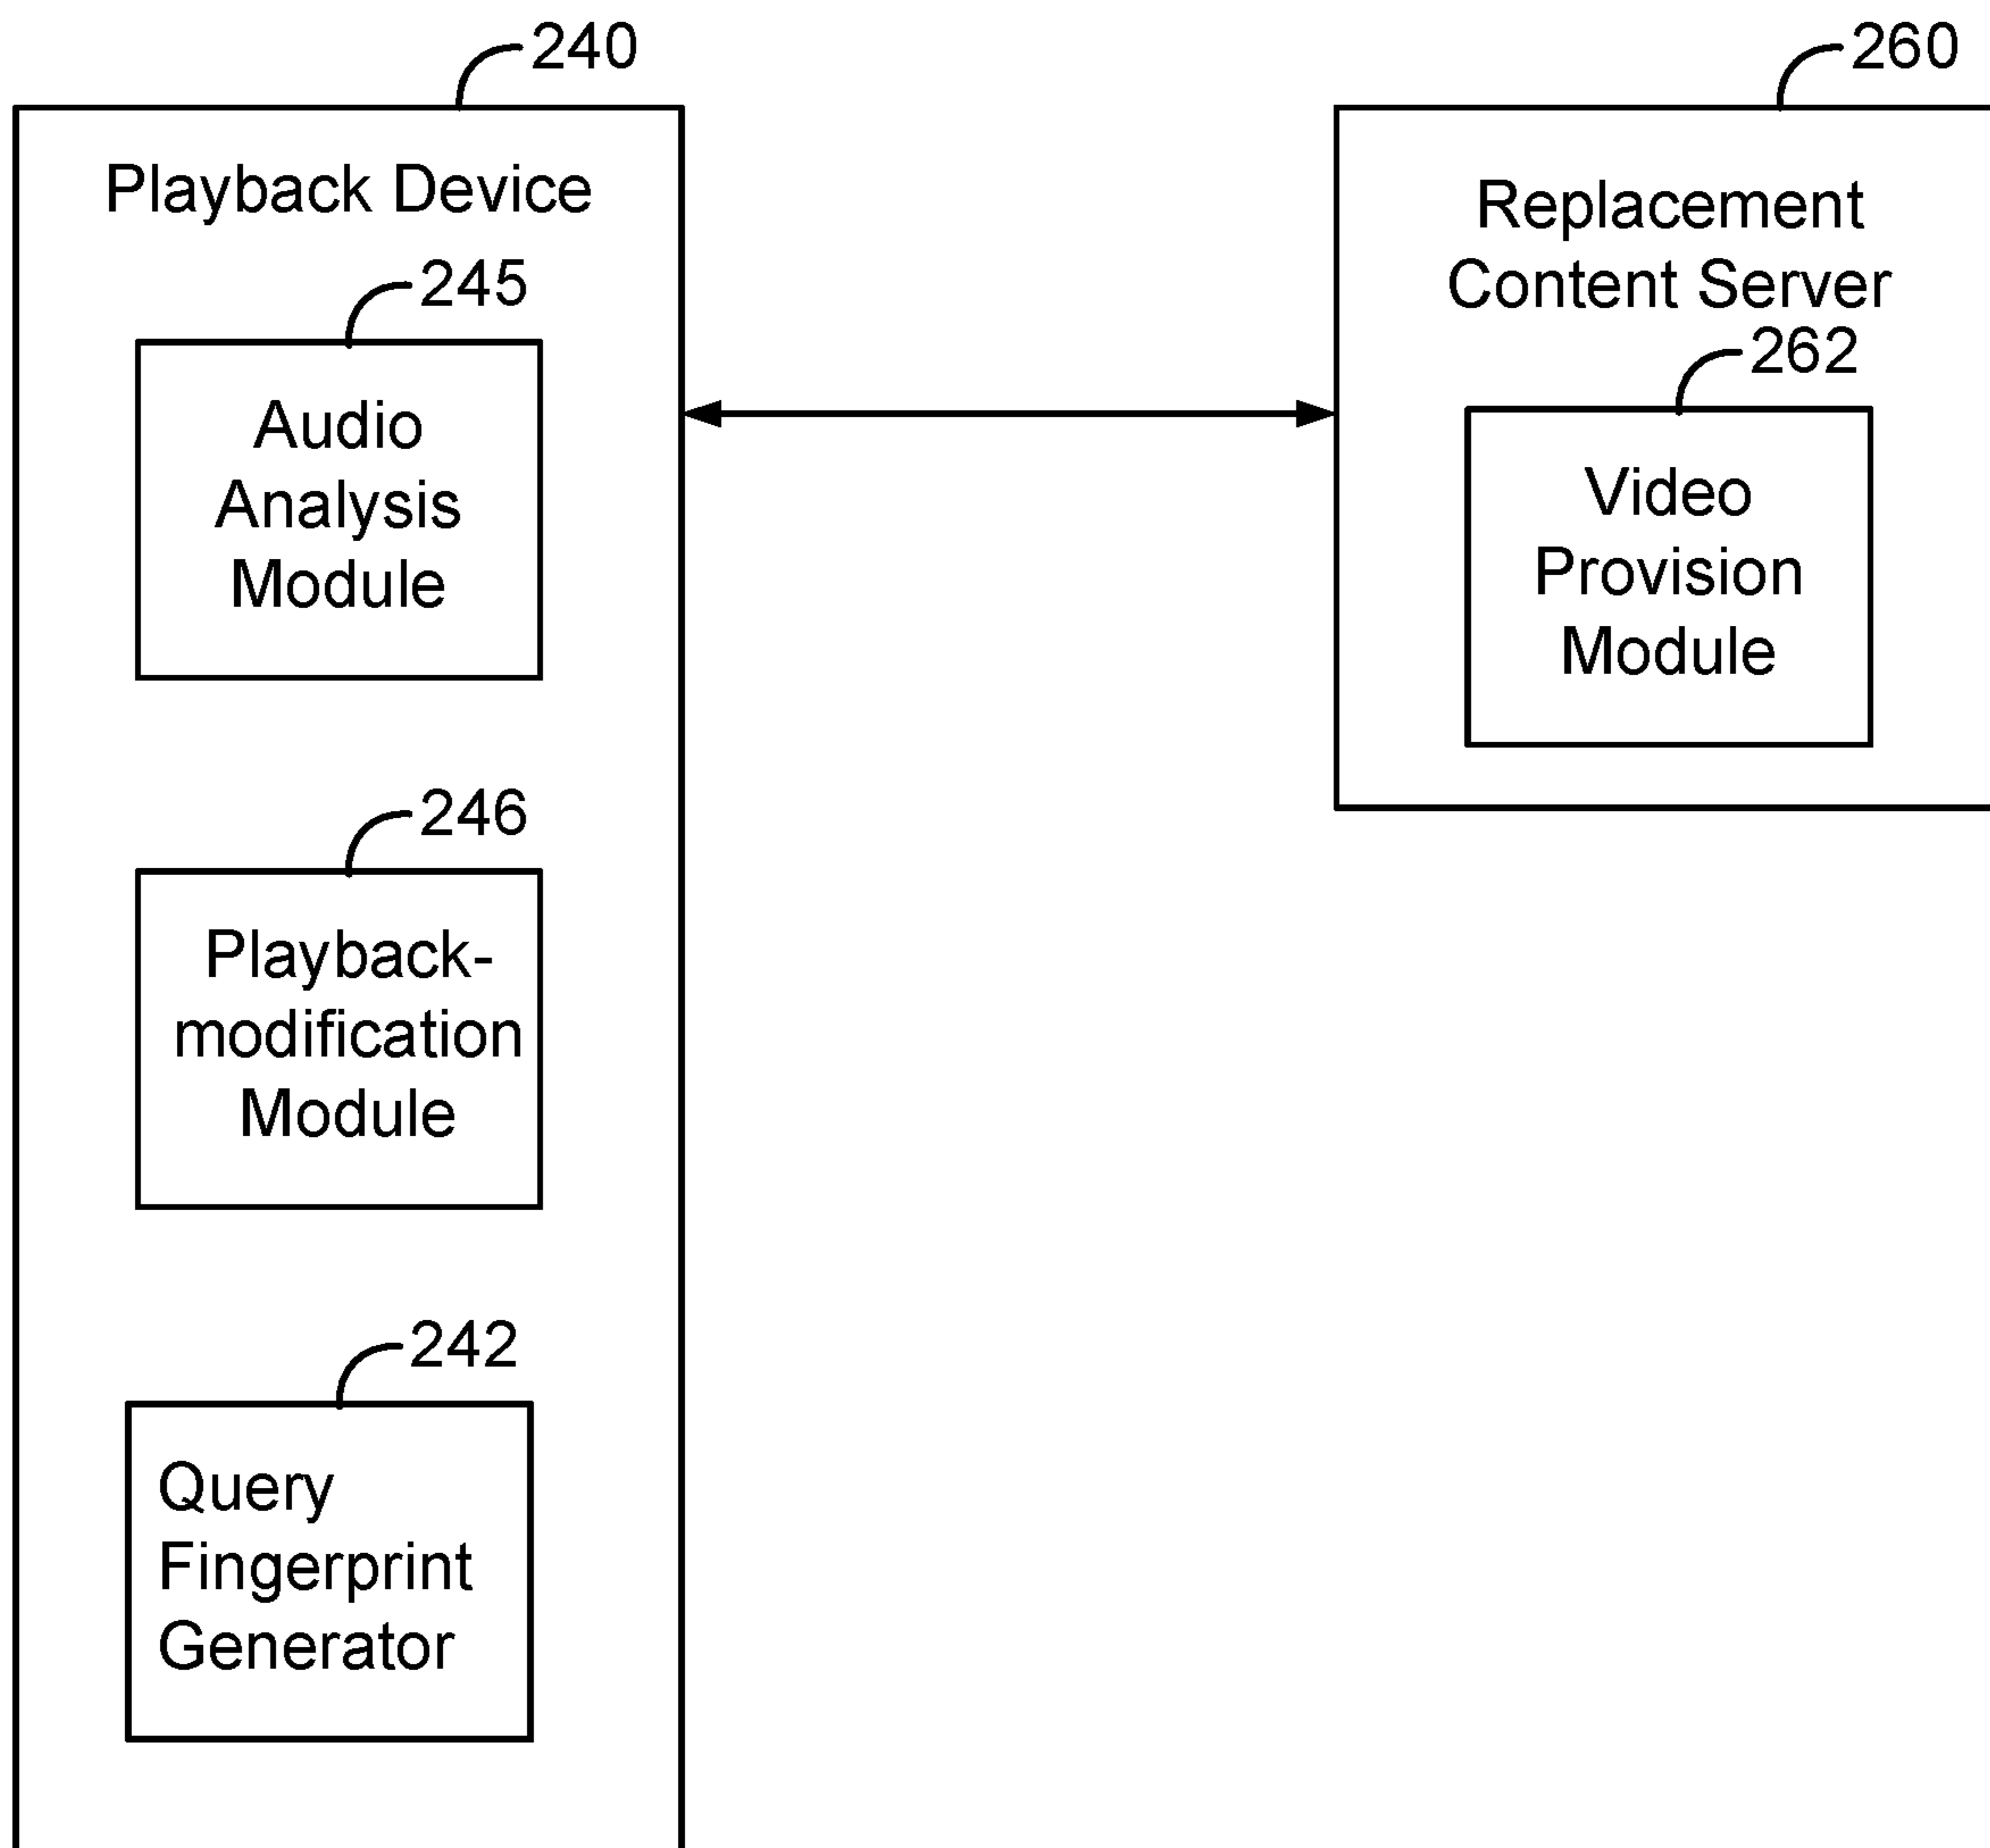 240
Playback Device
245
Audio
Analysis
Module
246
Playback-
modification
Module
242
Query
Fingerprint
Generator
260
Replacement
Content Server
262
Video
Provision
Module